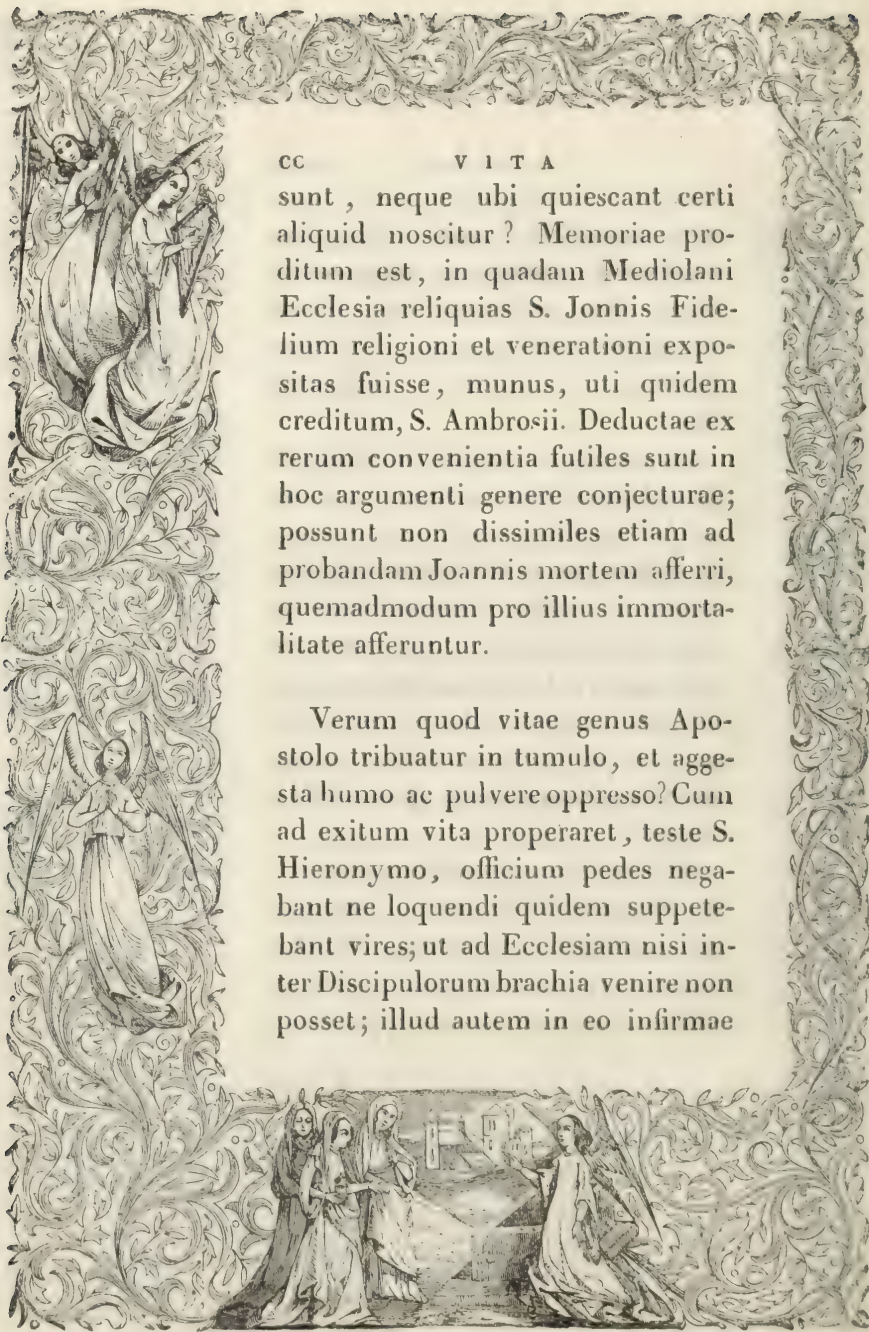 CC VITA
sunt , neque ubi quiescant certi
aliquid noscitur ? Memoriae pro-
ditum est, in quadam Mediolani
Ecclesia reliquias S. Jonnis Fide-
lium religioni et venerationi expo-
sitas fuisse, munus, uti quidem
creditum, S. Ambrosii. Deductae ex
rerum convenientia futiles sunt in
hoc argumenti genere conjecturae;
possunt non dissimiles etiam ad
probandam Joannis mortem afferri,
quemadmodum pro illius immorta-
litate afferuntur.
Verum quod vitae genus Apo-
stolo tribuatur in tumulo, et agge-
sta humo ac pulvere oppresso? Cum
ad exitum vita properaret, teste S.
Hieronymo, officium pedes nega-
bant ne loquendi quidem suppete-
bant vires; ut ad Ecclesiam nisi in-
ter Discipulorum brachia venire non
posset; illud autem in eo infirmae